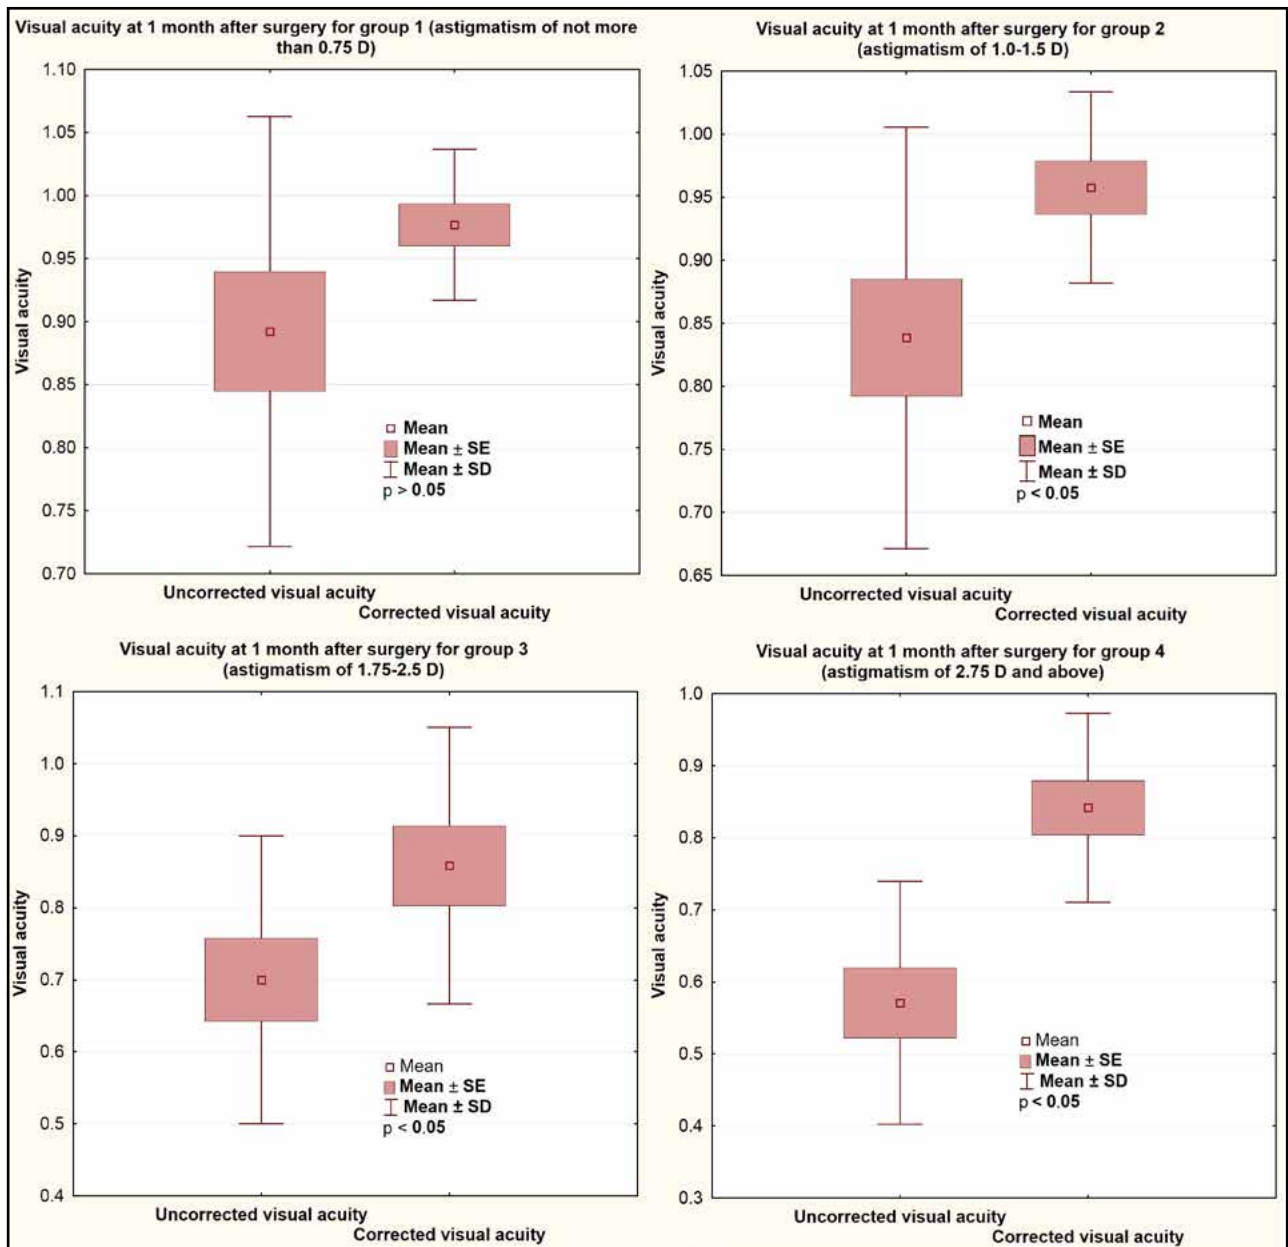 Visual acuity at 1 month after surgery for group 1 (astigmatism of not more
than 0.75 D)
1.10
1.05
1.00
0.95
0.90
0.85
0.80
0.75
0.70
Visual acuity
Mean
Mean ± SE
Mean ± SD
p > 0.05
Uncorrected visual acuity
Corrected visual acuity
Visual acuity at 1 month after surgery for group 2
(astigmatism of 1.0-1.5 D)
1.05
1.00
0.95
0.90
0.85
0.80
0.75
0.70
0.65
Visual acuity
Mean
Mean ± SE
Mean ± SD
p < 0.05
Uncorrected visual acuity
Corrected visual acuity
Visual acuity at 1 month after surgery for group 3
(astigmatism of 1.75-2.5 D)
1.1
1.0
0.9
0.8
0.7
0.6
0.5
0.4
Visual acuity
Mean
Mean ± SE
Mean ± SD
p < 0.05
Uncorrected visual acuity
Corrected visual acuity
Visual acuity at 1 month after surgery for group 4
(astigmatism of 2.75 D and above)
1.0
0.9
0.8
0.7
0.6
0.5
0.4
0.3
Visual acuity
Mean
Mean ± SE
Mean ± SD
p < 0.05
Uncorrected visual acuity
Corrected visual acuity